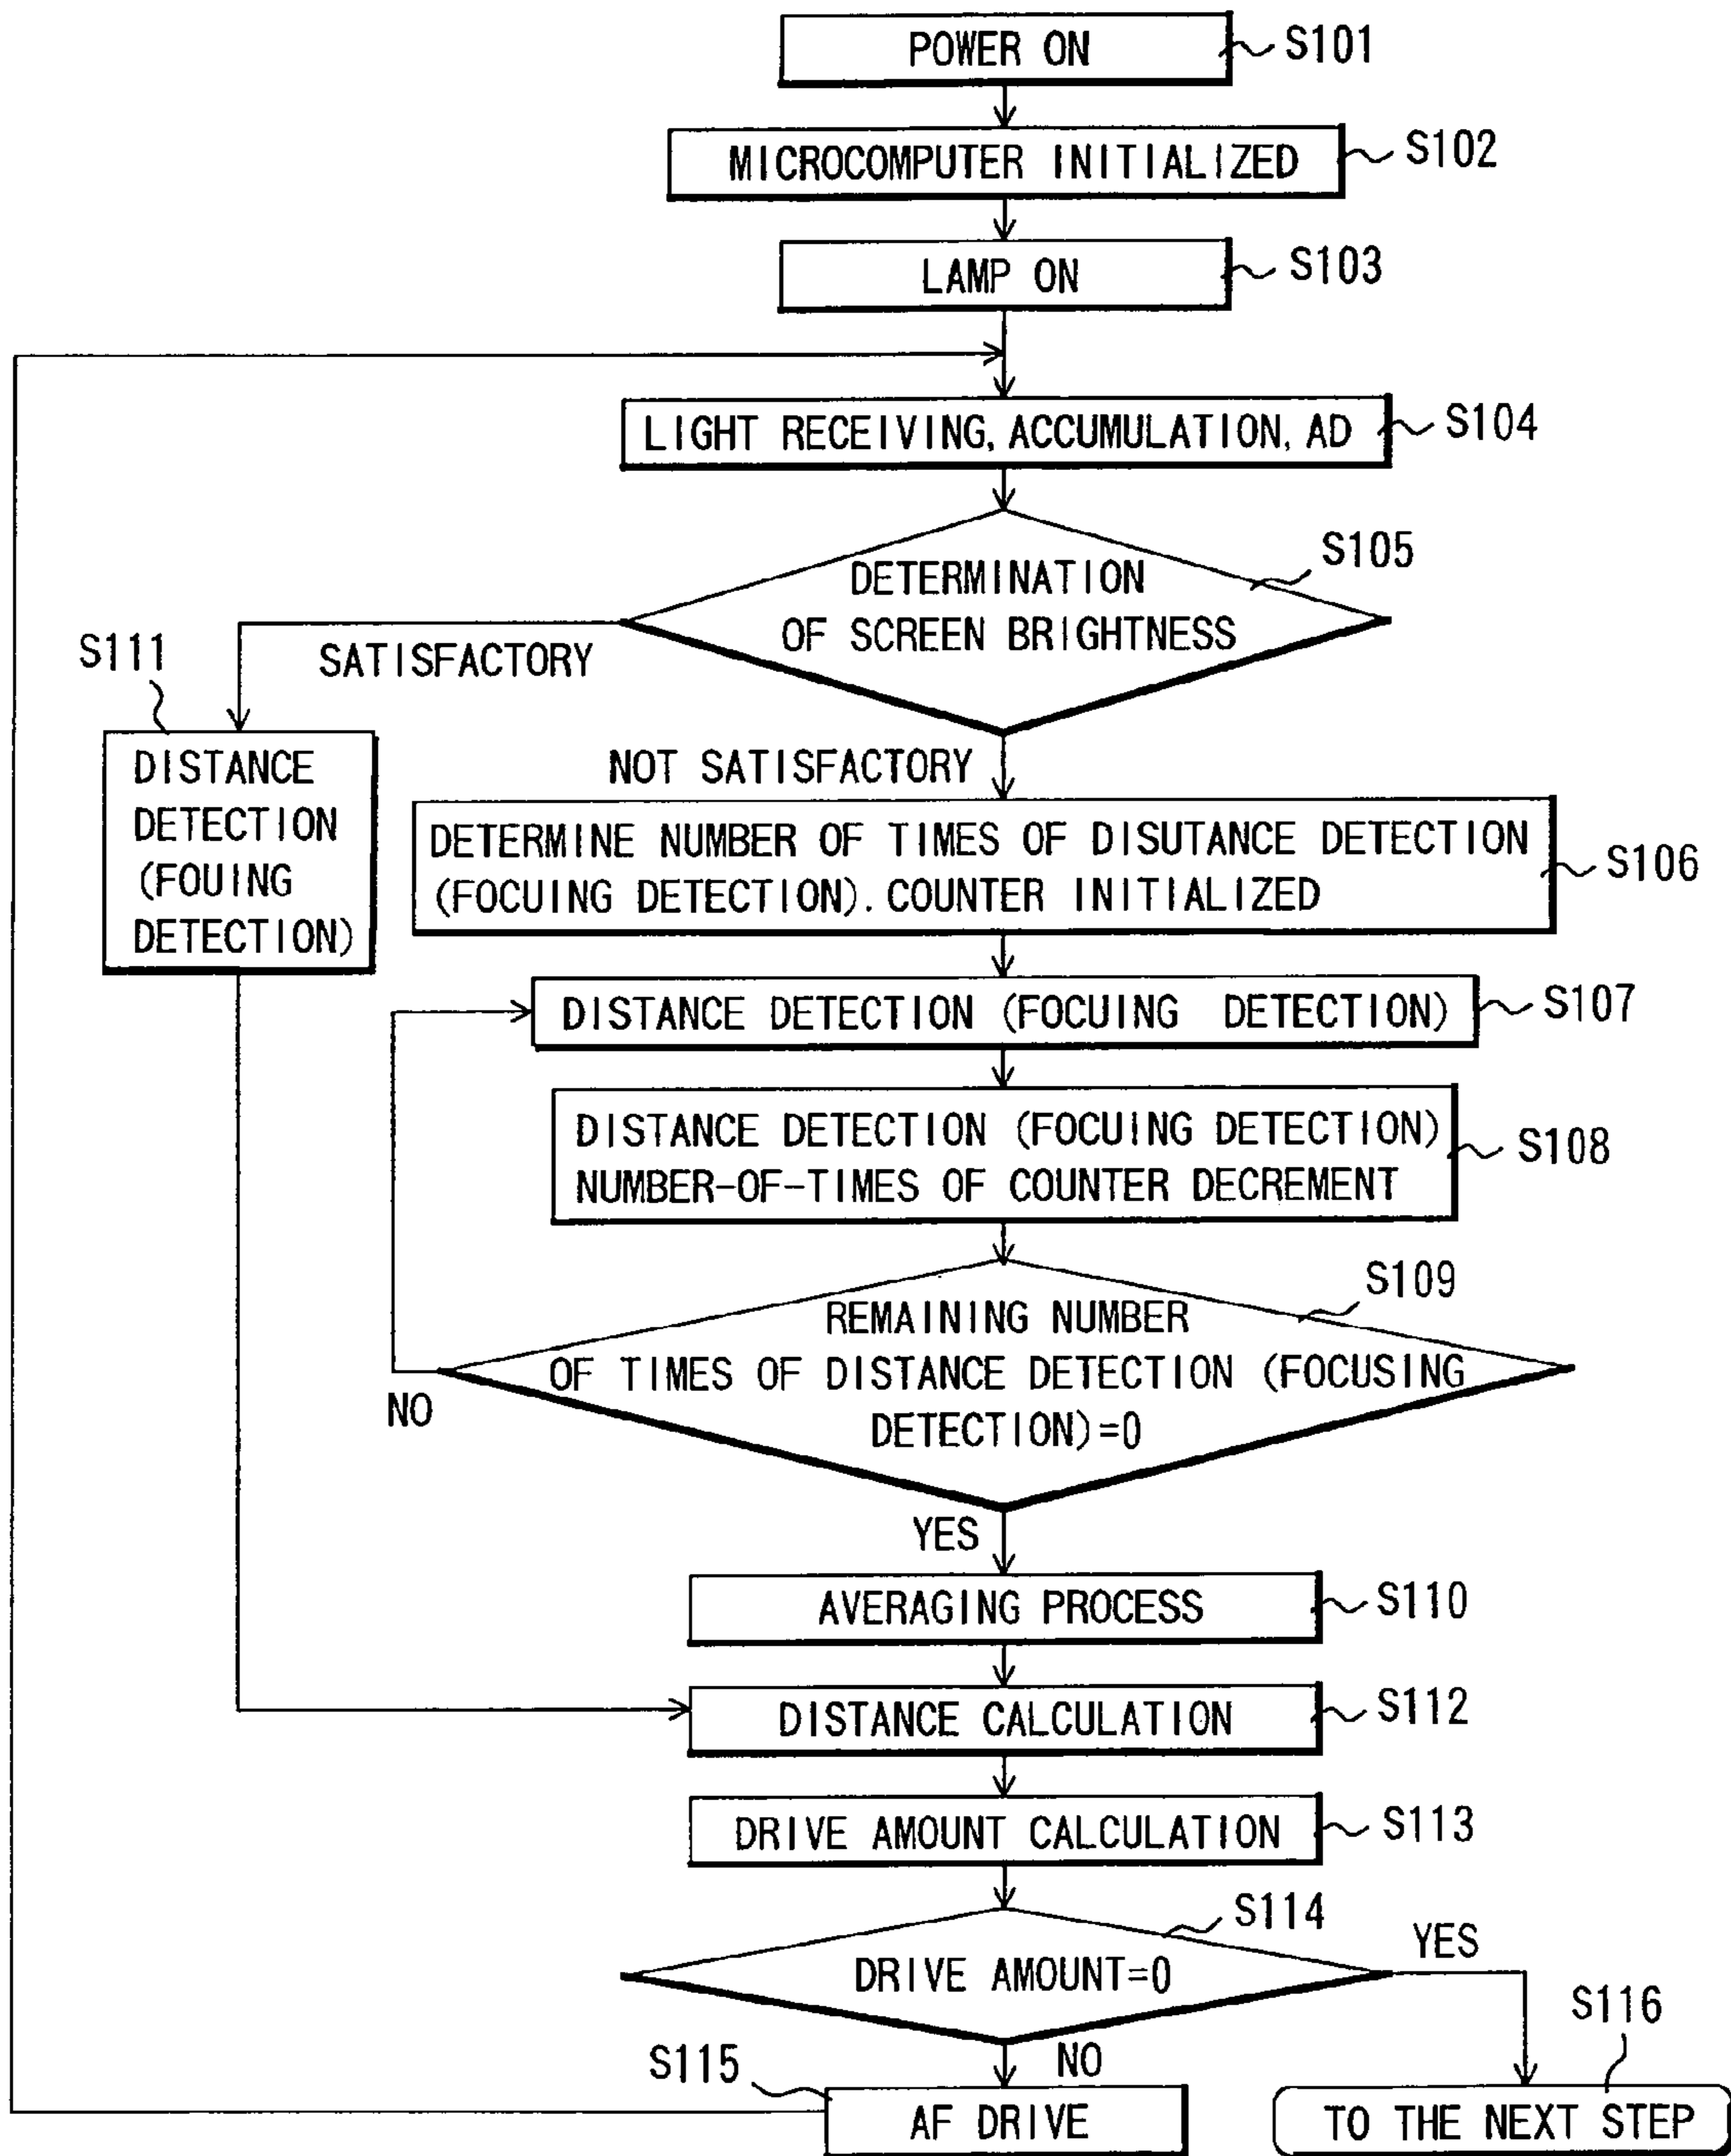 POWER ON
S101
MICROCOMPUTER INITIALIZED
S102
LAMP ON
S103
LIGHT RECEIVING, ACCUMULATION, AD
S104
DETERMINATION
OF SCREEN BRIGHTNESS
S105
SATISFACTORY
S111
DISTANCE
DETECTION
(FOUING
DETECTION)
NOT SATISFACTORY
DETERMINE NUMBER OF TIMES OF DISUTANCE DETECTION
(FOCUING DETECTION). COUNTER INITIALIZED
S106
DISTANCE DETECTION (FOCUING DETECTION)
S107
DISTANCE DETECTION (FOCUING DETECTION)
NUMBER-OF-TIMES OF COUNTER DECREMENT
S108
S109
REMAINING NUMBER
OF TIMES OF DISTANCE DETECTION (FOCUSING
DETECTION)=0
NO
YES
AVERAGING PROCESS
S110
DISTANCE CALCULATION
S112
DRIVE AMOUNT CALCULATION
S113
S114
DRIVE AMOUNT=0
YES
NO
S115
AF DRIVE
S116
TO THE NEXT STEP